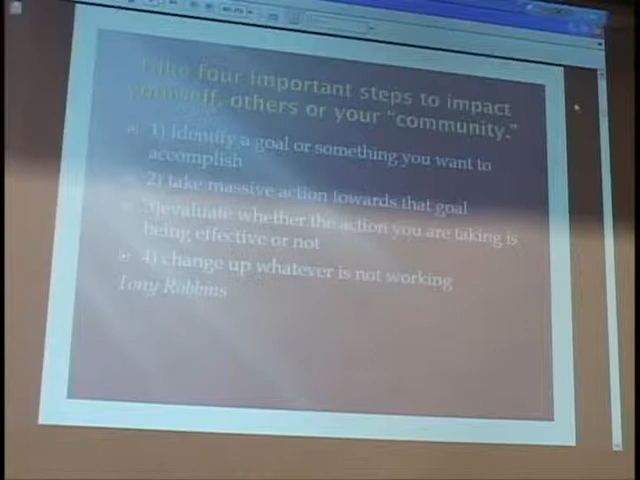 Take four important steps to impact
yourself, others or your "community."
1) Identify a goal or something you want to
accomplish
2) take massive action towards that goal
3)evaluate whether the action you are taking is
being effective or not
4) change up whatever is not working
Tony Robbins